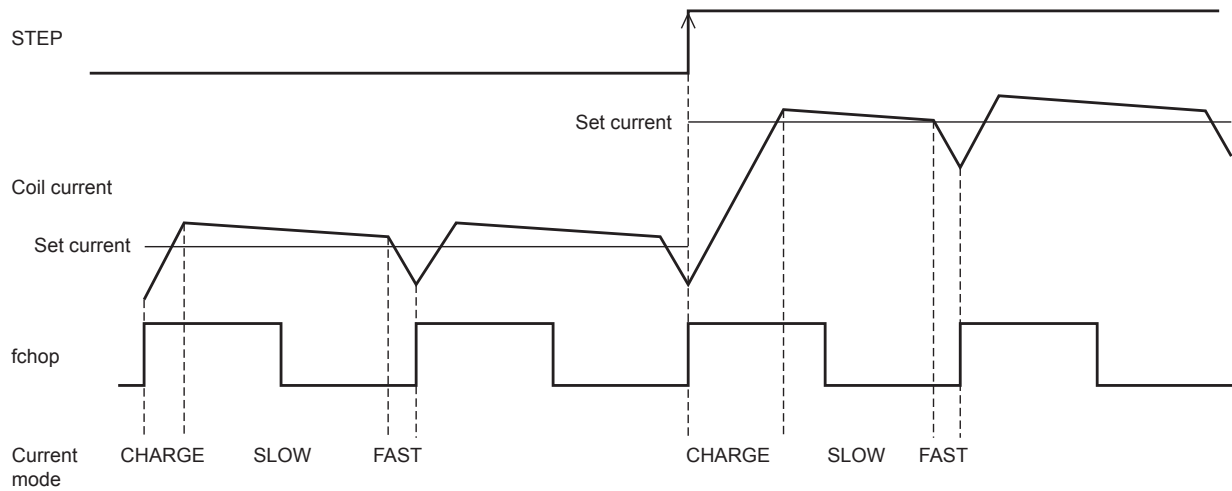 STEP
Set current
Coil current
Set current
fchop
Current mode
CHARGE SLOW FAST CHARGE SLOW FAST